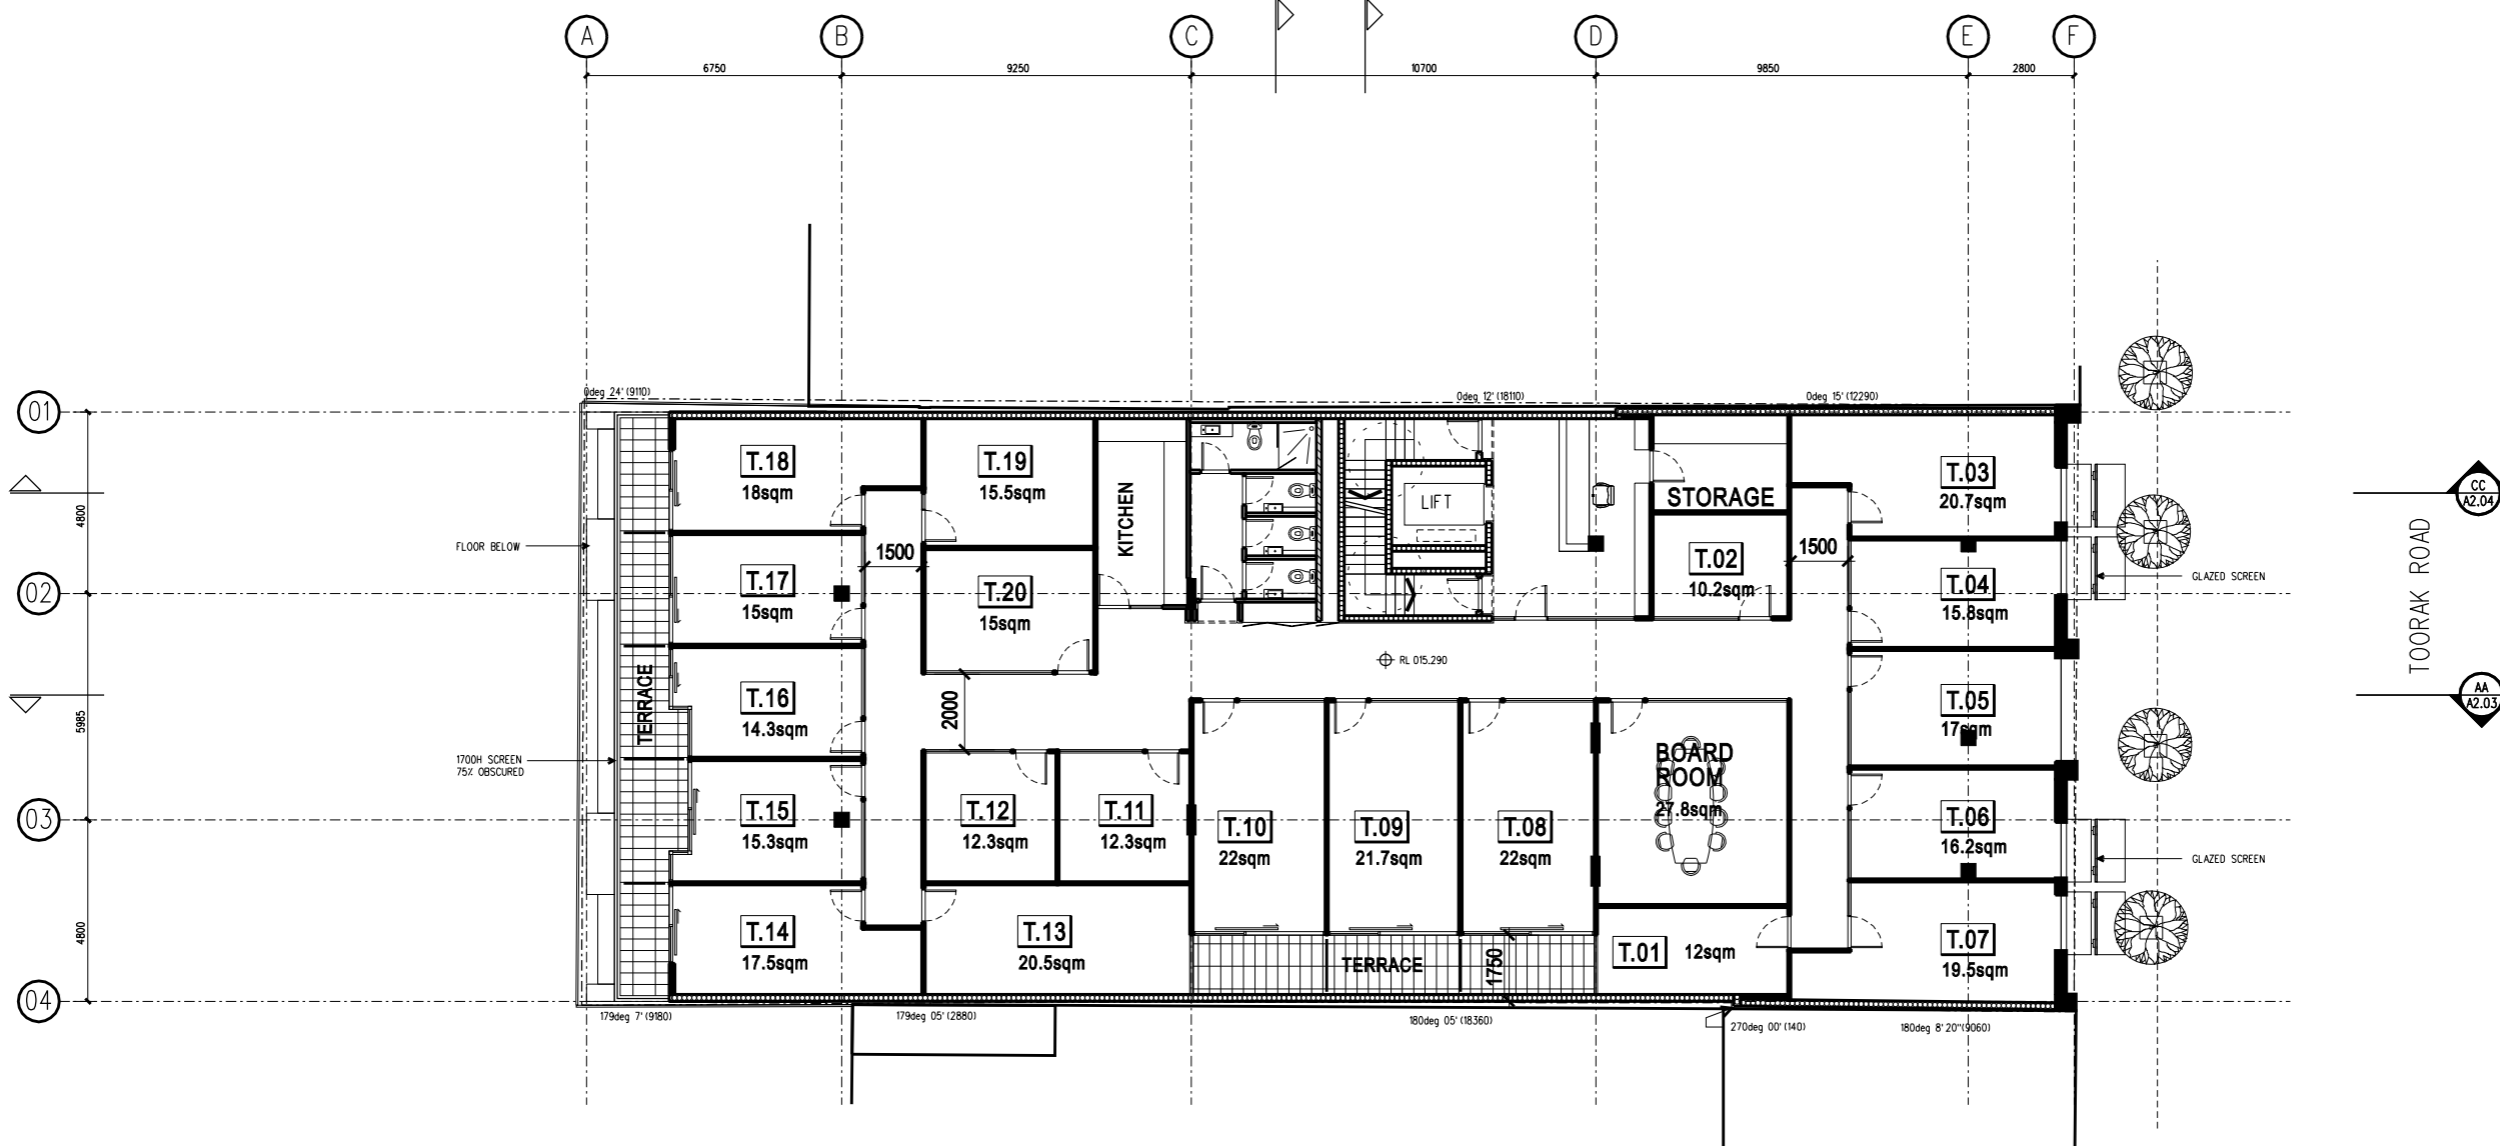 A
B
C
D
E
F
6750
9250
10700
9850
2800
0deg 24' (9110)
0deg 12' (18110)
0deg 15' (12290)
01
02
03
04
4800
5985
4800
FLOOR BELOW
1700H SCREEN
75% OBSCURED
TERRACE
T.18
18sqm
T.17
15sqm
T.16
14.3sqm
T.15
15.3sqm
T.14
17.5sqm
1500
T.19
15.5sqm
T.20
15sqm
KITCHEN
2000
T.12
12.3sqm
T.11
12.3sqm
T.13
20.5sqm
LIFT
RL 015.290
T.10
22sqm
T.09
21.7sqm
T.08
22sqm
TERRACE
1750
STORAGE
T.02
10.2sqm
1500
BOARD
ROOM
27.8sqm
T.01
12sqm
T.03
20.7sqm
T.04
15.8sqm
T.05
17sqm
T.06
16.2sqm
T.07
19.5sqm
GLAZED SCREEN
GLAZED SCREEN
TOORAK ROAD
CC
A2.04
AA
A2.03
179deg 7' (9180)
179deg 05' (2880)
180deg 05' (18360)
270deg 00' (140)
180deg 8' 20"(9060)